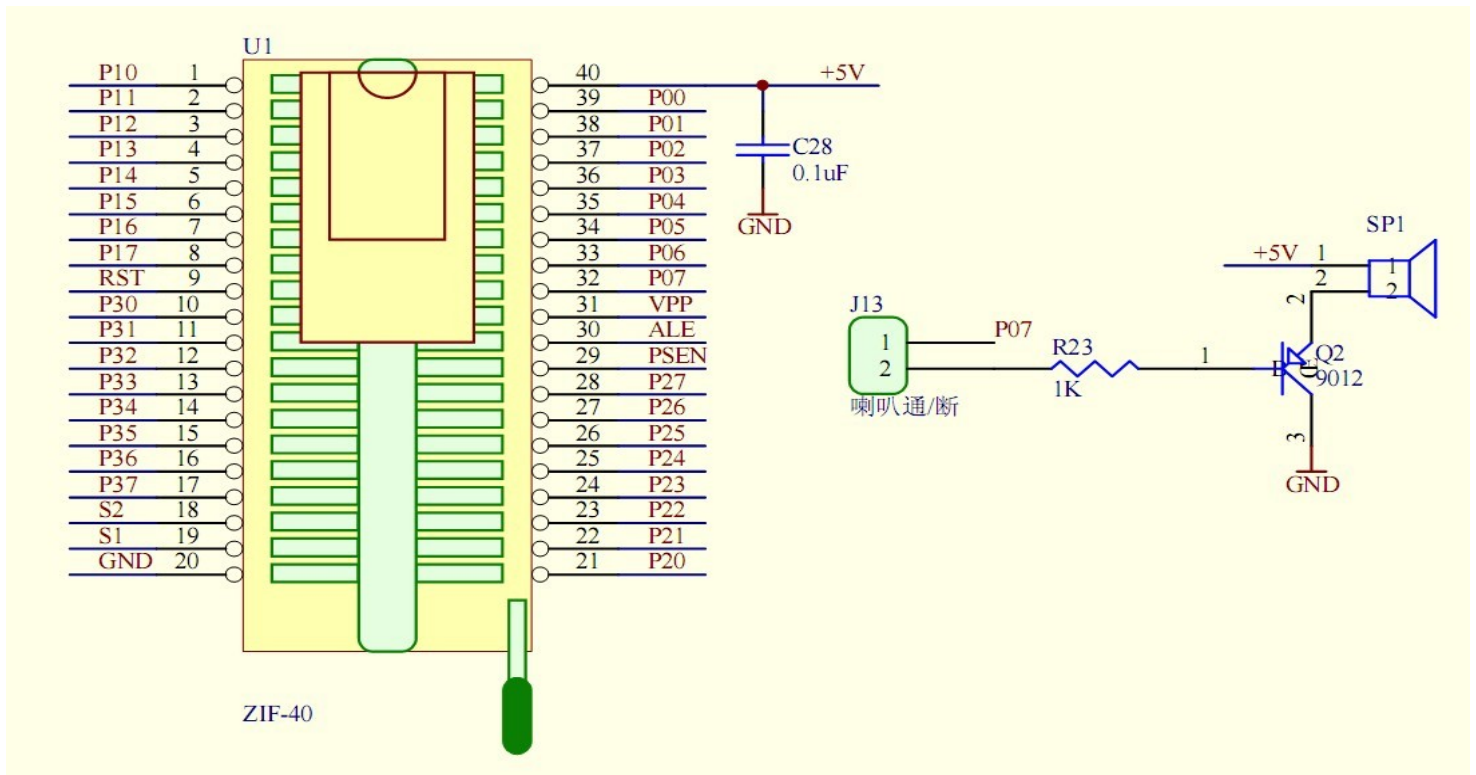 U1
P10 1
P11 2
P12 3
P13 4
P14 5
P15 6
P16 7
P17 8
RST 9
P30 10
P31 11
P32 12
P33 13
P34 14
P35 15
P36 16
P37 17
S2 18
S1 19
GND 20
40 +5V
39 P00
38 P01
37 P02
36 P03
35 P04
34 P05
33 P06
32 P07
31 VPP
30 ALE
29 PSEN
28 P27
27 P26
26 P25
25 P24
24 P23
23 P22
22 P21
21 P20
ZIF-40
C28
0.1uF
GND
J13
1 P07
2
喇叭通/断
R23
1K
1
SP1
+5V 1 1
2 2
2
B
Q2
9012
3
GND